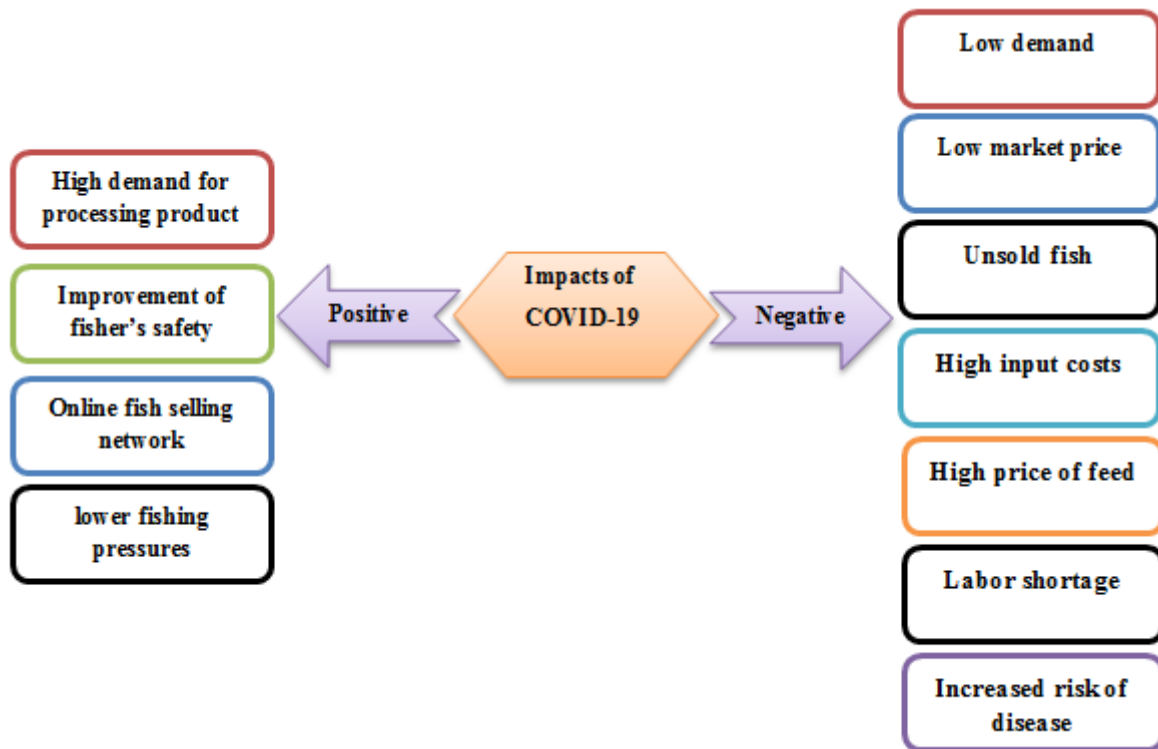 High demand for
processing product
Improvement of
fisher's safety
Online fish selling
network
lower fishing
pressures
Positive
Impacts of
COVID-19
Negative
Low demand
Low market price
Unsold fish
High input costs
High price of feed
Labor shortage
Increased risk of
disease